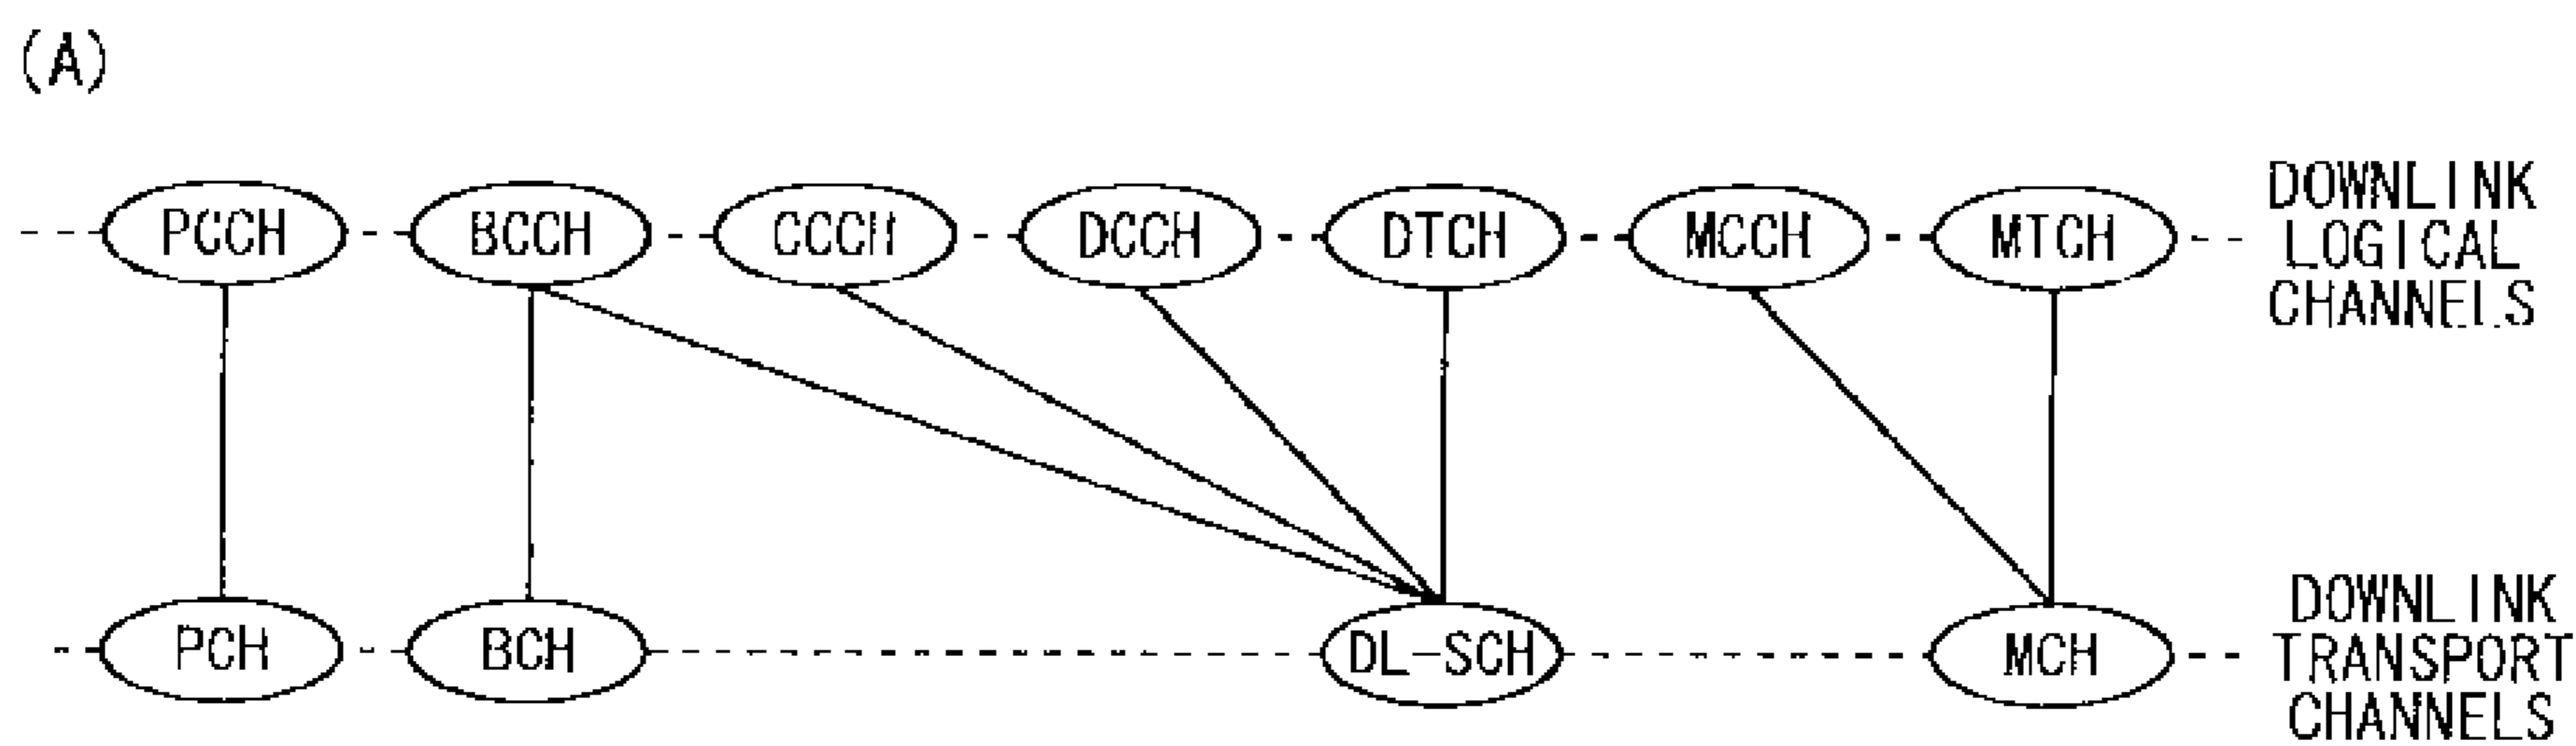 (A)
PCCH
BCCH
CCCH
DCCH
DTCH
MCCH
MTCH
DOWNLINK
LOGICAL
CHANNELS
PCH
BCH
DL-SCH
MCH
DOWNLINK
TRANSPORT
CHANNELS